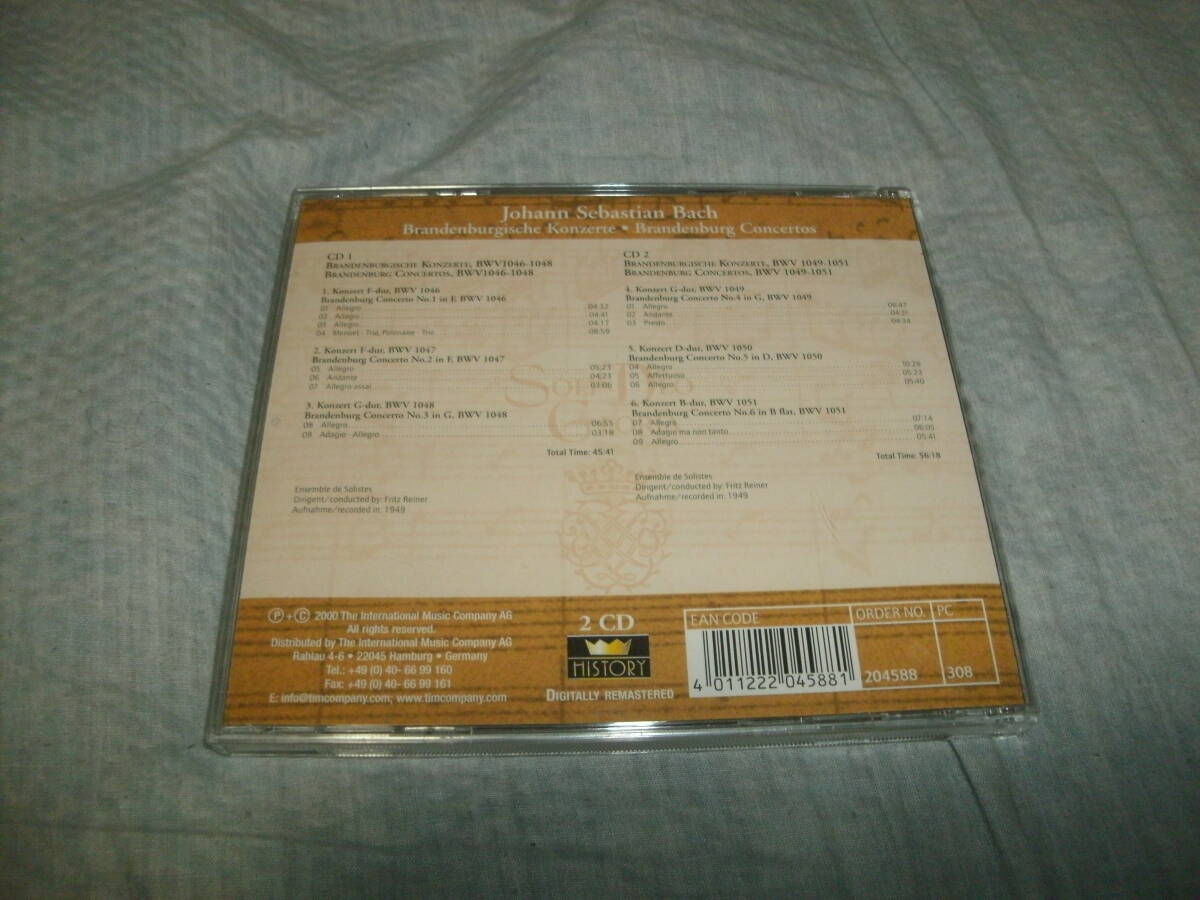 Johann Sebastian Bach
Brandenburgische Konzerte • Brandenburg Concertos
CD 1
Brandenburgische Konzerte, BWV1046-1048
Brandenburg Concertos, BWV1046-1048
1. Konzert F-dur, BWV 1046
Brandenburg Concerto No.1 in F, BWV 1046
01 Allegro 04:32
02 Adagio 04:41
03 Allegro 04:17
04 Menuet - Trio, Polonaise - Trio 08:59
2. Konzert F-dur, BWV 1047
Brandenburg Concerto No.2 in F, BWV 1047
05 Allegro 05:23
06 Andante 04:23
07 Allegro assai 03:06
3. Konzert G-dur, BWV 1048
Brandenburg Concerto No.3 in G, BWV 1048
08 Allegro 06:55
09 Adagio - Allegro 03:18
Total Time: 45:41
Ensemble de Solistes
Dirigent/conducted by: Fritz Reiner
Aufnahme/recorded in: 1949
CD 2
Brandenburgische Konzerte, BWV 1049-1051
Brandenburg Concertos, BWV 1049-1051
4. Konzert G-dur, BWV 1049
Brandenburg Concerto No.4 in G, BWV 1049
01 Allegro 06:47
02 Andante 04:31
03 Presto 04:34
5. Konzert D-dur, BWV 1050
Brandenburg Concerto No.5 in D, BWV 1050
04 Allegro 10:28
05 Affettuoso 05:23
06 Allegro 05:40
6. Konzert B-dur, BWV 1051
Brandenburg Concerto No.6 in B flat, BWV 1051
07 Allegro 07:14
08 Adagio ma non tanto 06:05
09 Allegro 05:41
Total Time: 56:18
Ensemble de Solistes
Dirigent/conducted by: Fritz Reiner
Aufnahme/recorded in: 1949
Ⓟ+Ⓒ 2000 The International Music Company AG
All rights reserved.
Distributed by The International Music Company AG
Rahlau 4-6 • 22045 Hamburg • Germany
Tel.: +49 (0) 40- 66 99 160
Fax: +49 (0) 40- 66 99 161
E: info@timcompany.com; www.timcompany.com
2 CD
HISTORY
Digitally Remastered
EAN CODE
4 011222 045881
ORDER NO.
204588
PC
308